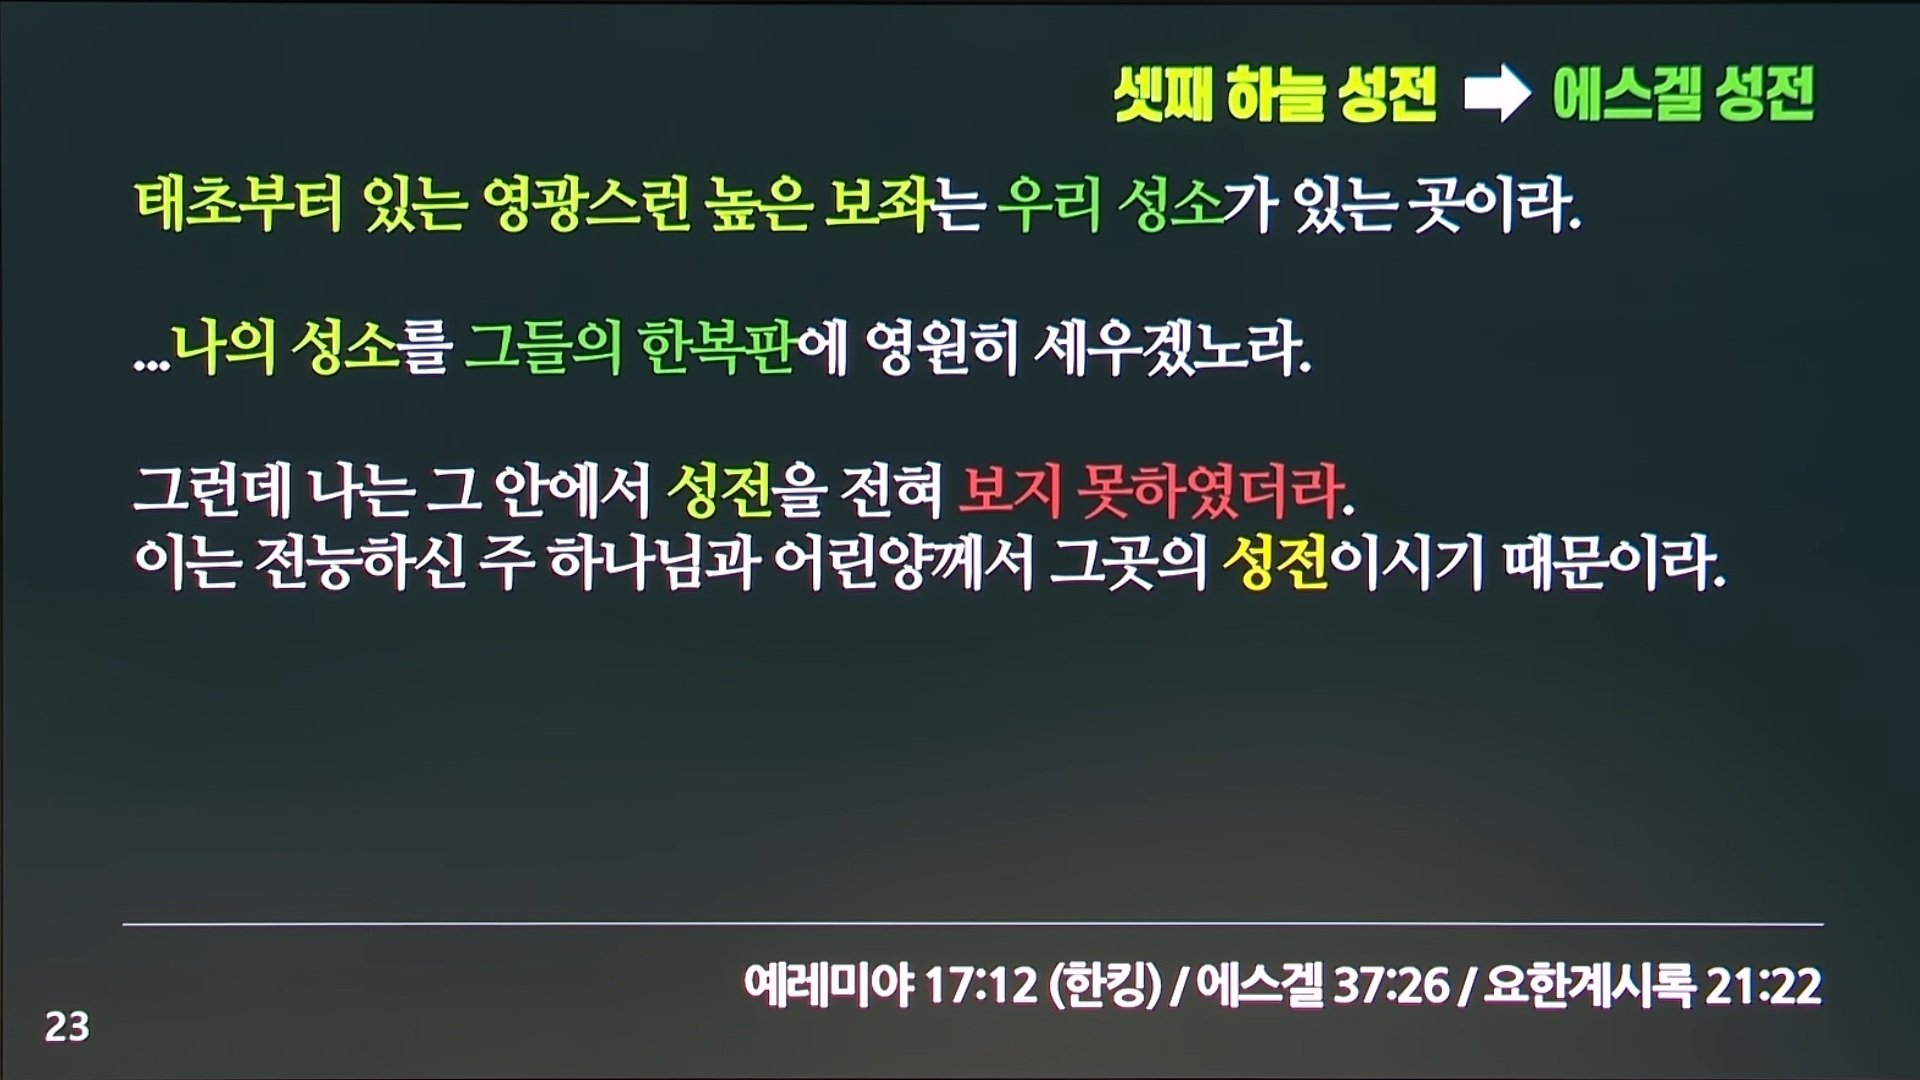 셋째 하늘 성전 ➡ 에스겔 성전
태초부터 있는 영광스런 높은 보좌는 우리 성소가 있는 곳이라.
...나의 성소를 그들의 한복판에 영원히 세우겠노라.
그런데 나는 그 안에서 성전을 전혀 보지 못하였더라.
이는 전능하신 주 하나님과 어린양께서 그곳의 성전이시기 때문이라.
예레미야 17:12 (한킹) / 에스겔 37:26 / 요한계시록 21:22
23